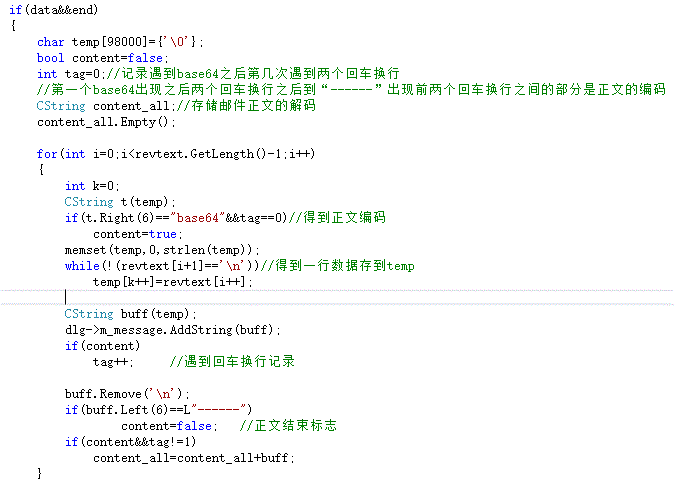 if(data&&end)
{
char temp[98000]={'\0'};
bool content=false;
int tag=0;//记录遇到base64之后第几次遇到两个回车换行
//第一个base64出现之后两个回车换行之后到“------”出现前两个回车换行之间的部分是正文的编码
CString content_all;//存储邮件正文的解码
content_all.Empty();
for(int i=0;i<revtext.GetLength()-1;i++)
{
int k=0;
CString t(temp);
if(t.Right(6)=="base64"&&tag==0)//得到正文编码
content=true;
memset(temp,0,strlen(temp));
while(!(revtext[i+1]=='\n'))//得到一行数据存到temp
temp[k++]=revtext[i++];
CString buff(temp);
dlg->m_message.AddString(buff);
if(content)
tag++; //遇到回车换行记录
buff.Remove('\n');
if(buff.Left(6)==L"------")
content=false; //正文结束标志
if(content&&tag!=1)
content_all=content_all+buff;
}